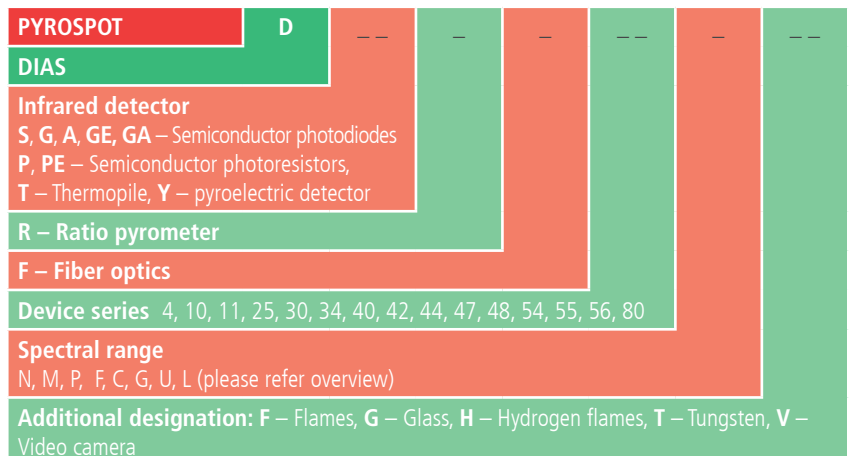 PYROSPOT D _ _ _ _ _ _ _ _ _
DIAS
Infrared detector
S, G, A, GE, GA – Semiconductor photodiodes
P, PE – Semiconductor photoresistors,
T – Thermopile, Y – pyroelectric detector
R – Ratio pyrometer
F – Fiber optics
Device series 4, 10, 11, 25, 30, 34, 40, 42, 44, 47, 48, 54, 55, 56, 80
Spectral range
N, M, P, F, C, G, U, L (please refer overview)
Additional designation: F – Flames, G – Glass, H – Hydrogen flames, T – Tungsten, V –
Video camera